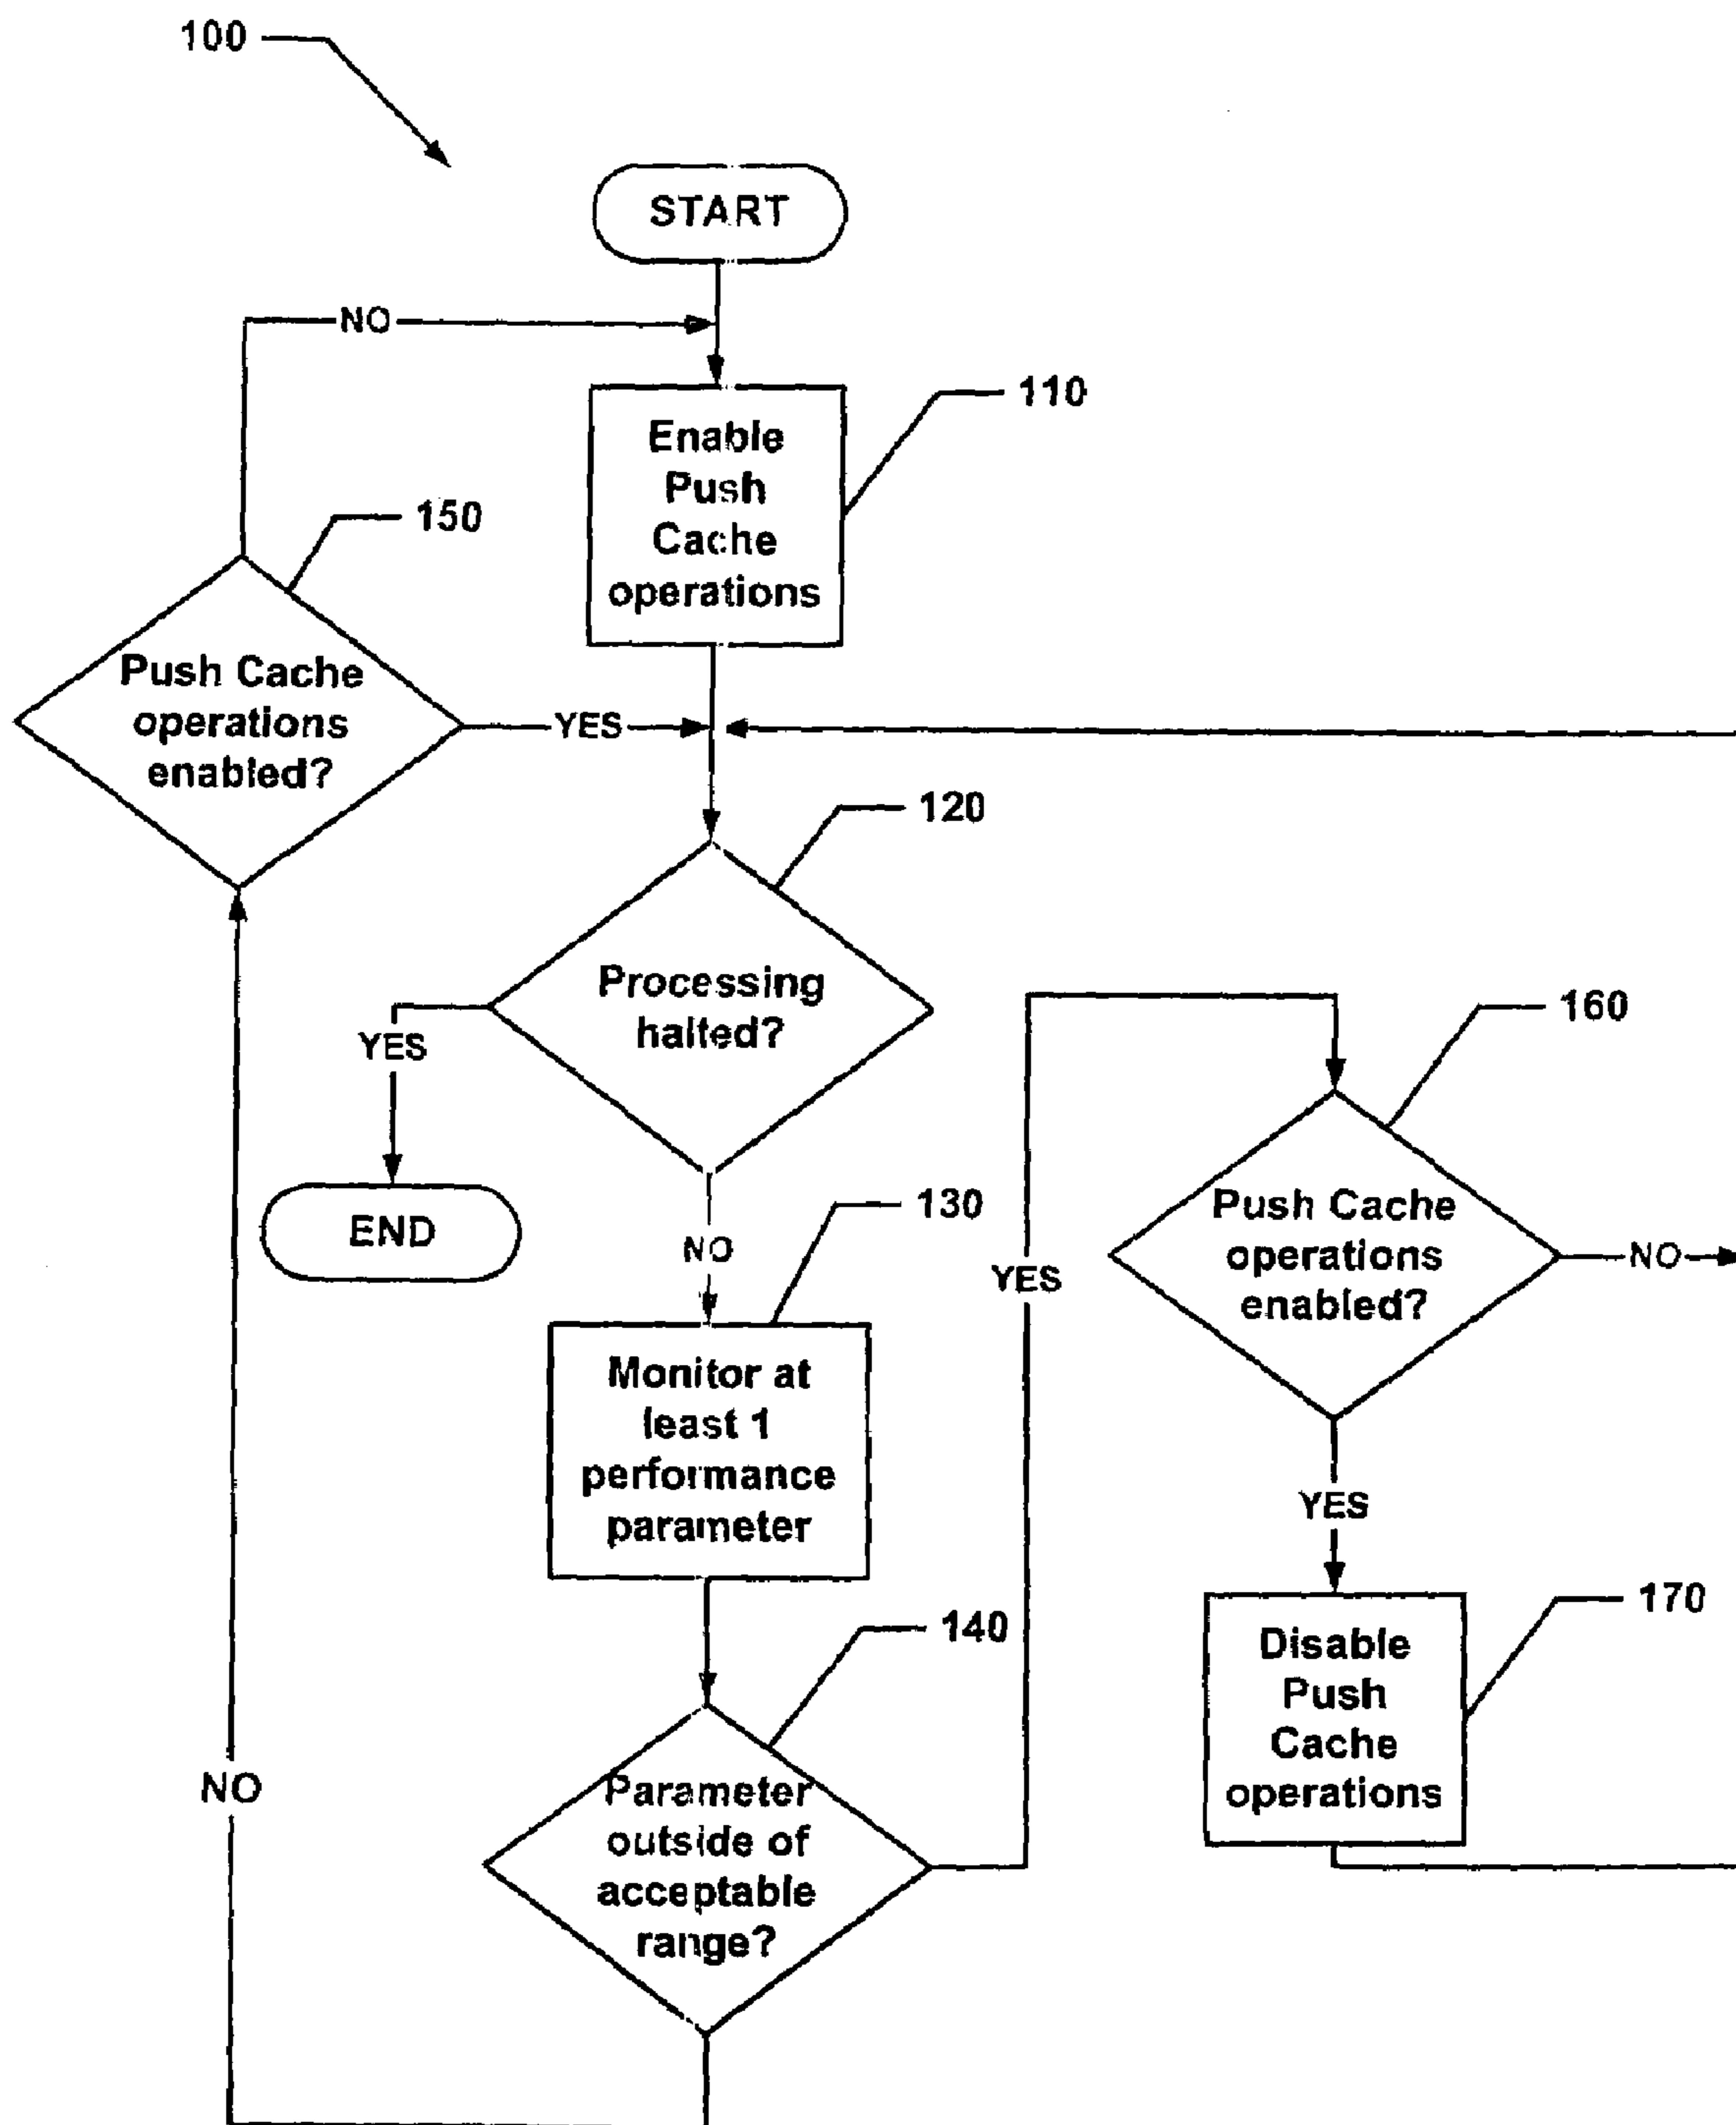 100
START
NO
110
Enable
Push
Cache
operations
150
Push Cache
operations
enabled?
YES
120
Processing
halted?
YES
END
NO
130
Monitor at
least 1
performance
parameter
140
Parameter
outside of
acceptable
range?
NO
YES
160
Push Cache
operations
enabled?
NO
YES
170
Disable
Push
Cache
operations